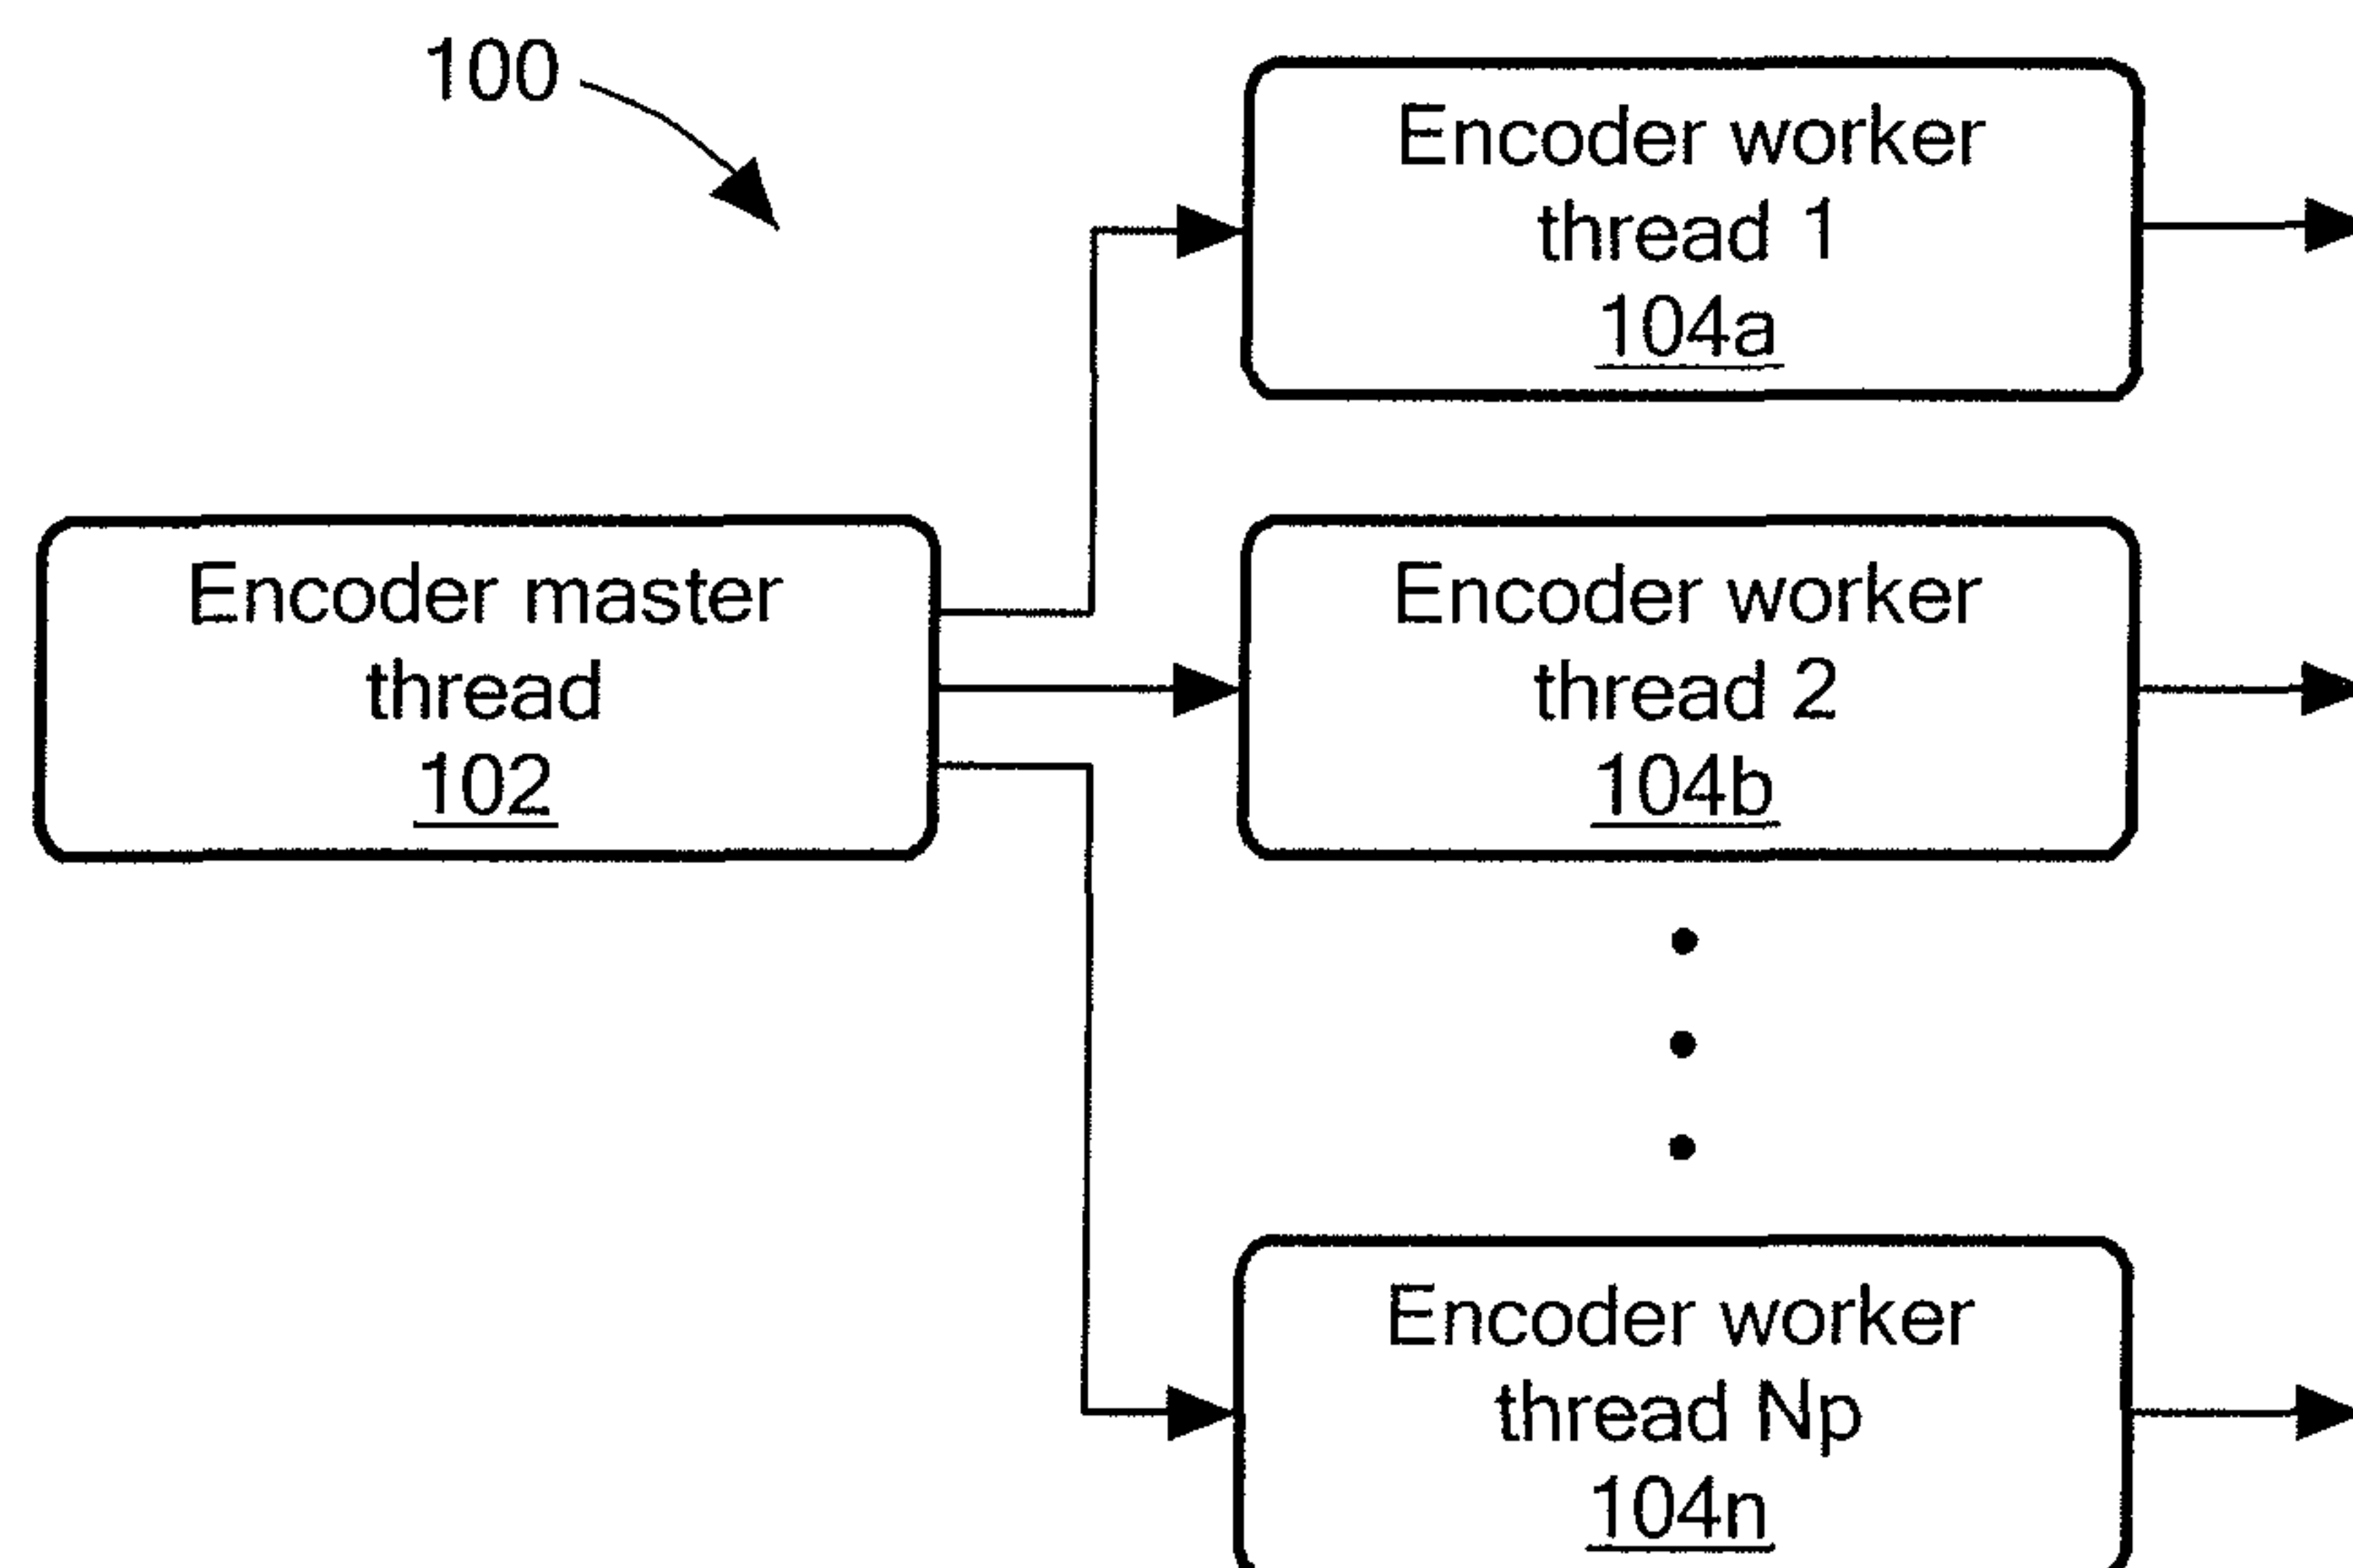 100
Encoder worker
thread 1
104a
Encoder master
thread
102
Encoder worker
thread 2
104b
Encoder worker
thread Np
104n